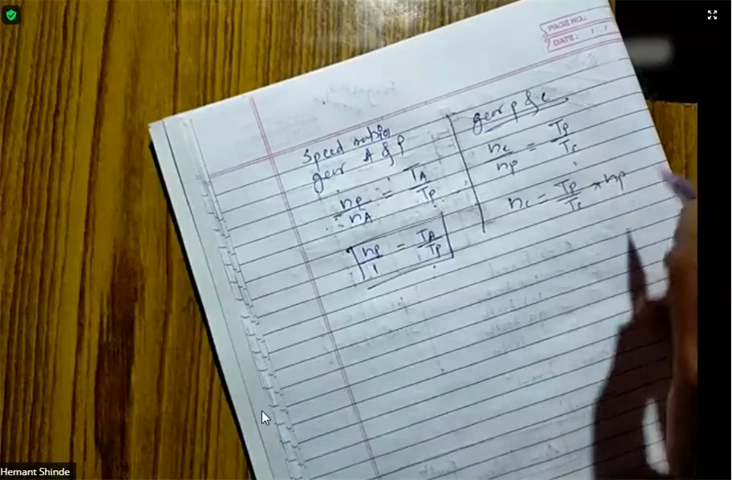 PAGE NO.:
DATE: / /
Speed ratio
gear A & P
nP/nA = TA/TP
nP/1 = TA/TP
gear P & C
nc/np = TP/Tc
nc = TP/Tc × np
Hemant Shinde